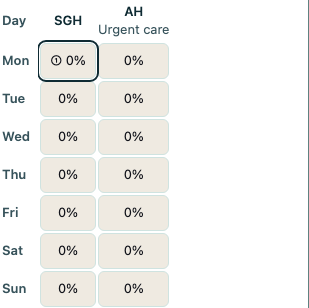 Day SGH AH
Urgent care
Mon 0% 0%
Tue 0% 0%
Wed 0% 0%
Thu 0% 0%
Fri 0% 0%
Sat 0% 0%
Sun 0% 0%